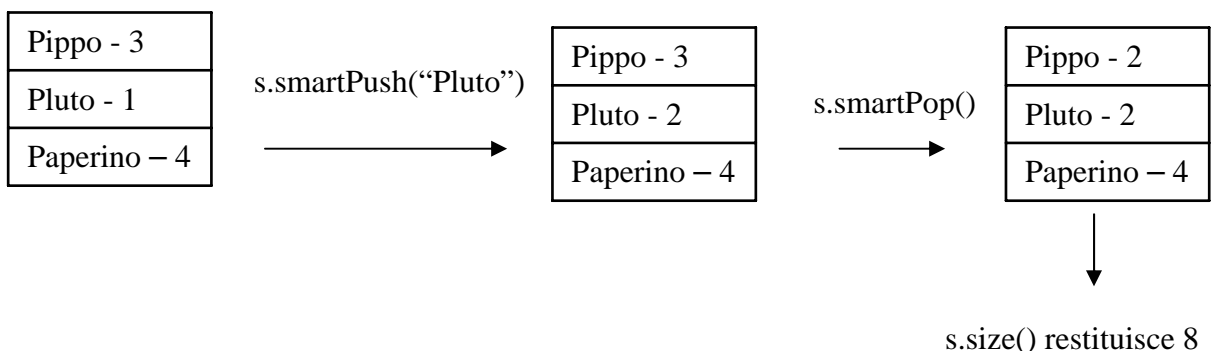 Pippo - 3
Pluto - 1
Paperino – 4
s.smartPush(“Pluto”)
Pippo - 3
Pluto - 2
Paperino – 4
s.smartPop()
Pippo - 2
Pluto - 2
Paperino – 4
s.size() restituisce 8